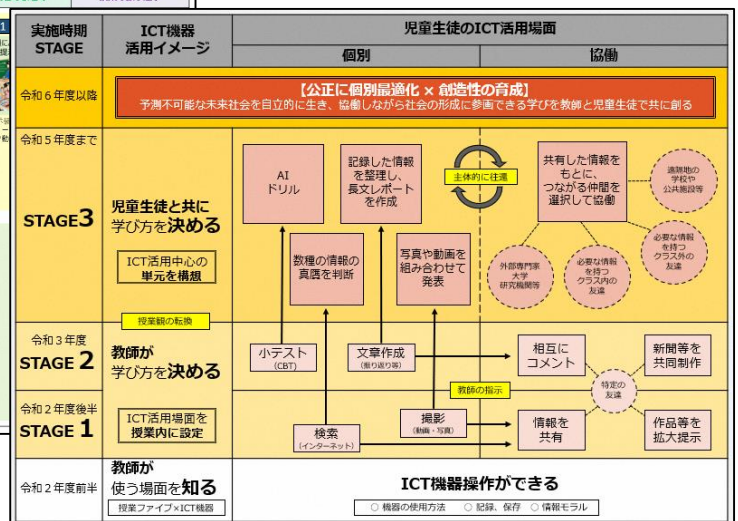 実施時期
STAGE
ICT機器
活用イメージ
児童生徒のICT活用場面
個別
協働
令和6年度以降
【公正に個別最適化 × 創造性の育成】
予測不可能な未来社会を自立的に生き、協働しながら社会の形成に参画できる学びを教師と児童生徒で共に創る
令和5年度まで
STAGE3
児童生徒と共に
学び方を決める
ICT活用中心の
単元を構想
AI
ドリル
記録した情報
を整理し、
長文レポート
を作成
主体的に往還
共有した情報を
もとに、
つながる仲間を
選択して協働
遠隔地の
学校や
公共施設等
数種の情報の
真贋を判断
写真や動画を
組み合わせて
発表
外部専門家
大学
研究機関等
必要な情報
を持つ
クラス内の
友達
必要な情報
を持つ
クラス外の
友達
授業観の転換
令和3年度
STAGE 2
教師が
学び方を決める
小テスト
(CBT)
文章作成
(振り返り等)
相互に
コメント
新聞等を
共同制作
特定の
友達
教師の指示
令和2年度後半
STAGE 1
ICT活用場面を
授業内に設定
検索
(インターネット)
撮影
(動画・写真)
情報を
共有
作品等を
拡大提示
令和2年度前半
教師が
使う場面を知る
授業ファイブ×ICT機器
ICT機器操作ができる
○ 機器の使用方法 ○ 記録、保存 ○ 情報モラル